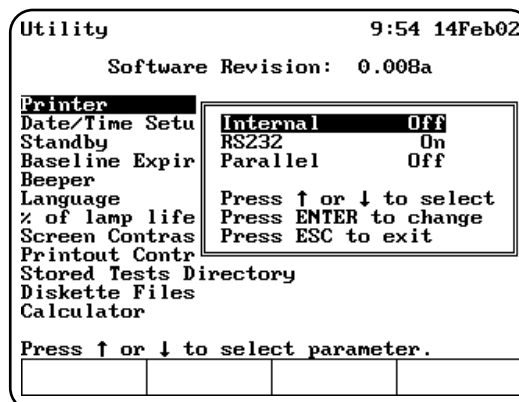 Utility 9:54 14Feb02
Software Revision: 0.008a
Printer
Date/Time Setu
Standby
Baseline Expir
Beeper
Language
% of lamp life
Screen Contras
Printout Contr
Stored Tests Directory
Diskette Files
Calculator
Internal Off
RS232 On
Parallel Off
Press ↑ or ↓ to select
Press ENTER to change
Press ESC to exit
Press ↑ or ↓ to select parameter.